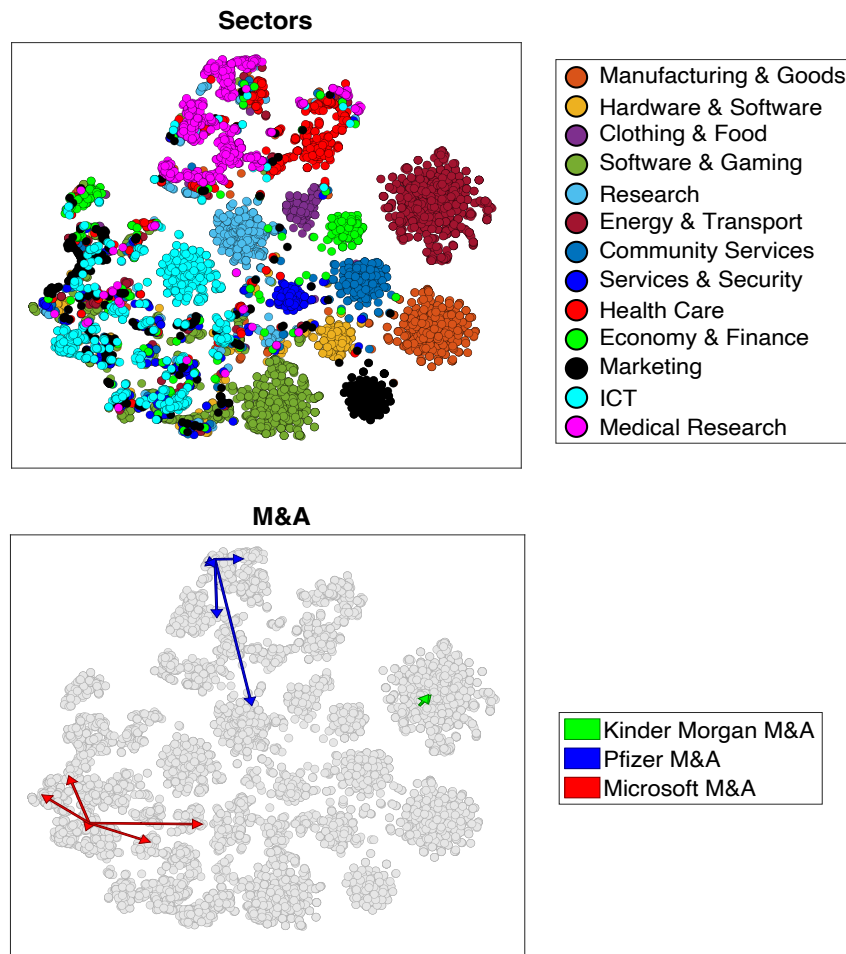 Sectors
Manufacturing & Goods
Hardware & Software
Clothing & Food
Software & Gaming
Research
Energy & Transport
Community Services
Services & Security
Health Care
Economy & Finance
Marketing
ICT
Medical Research
M&A
Kinder Morgan M&A
Pfizer M&A
Microsoft M&A